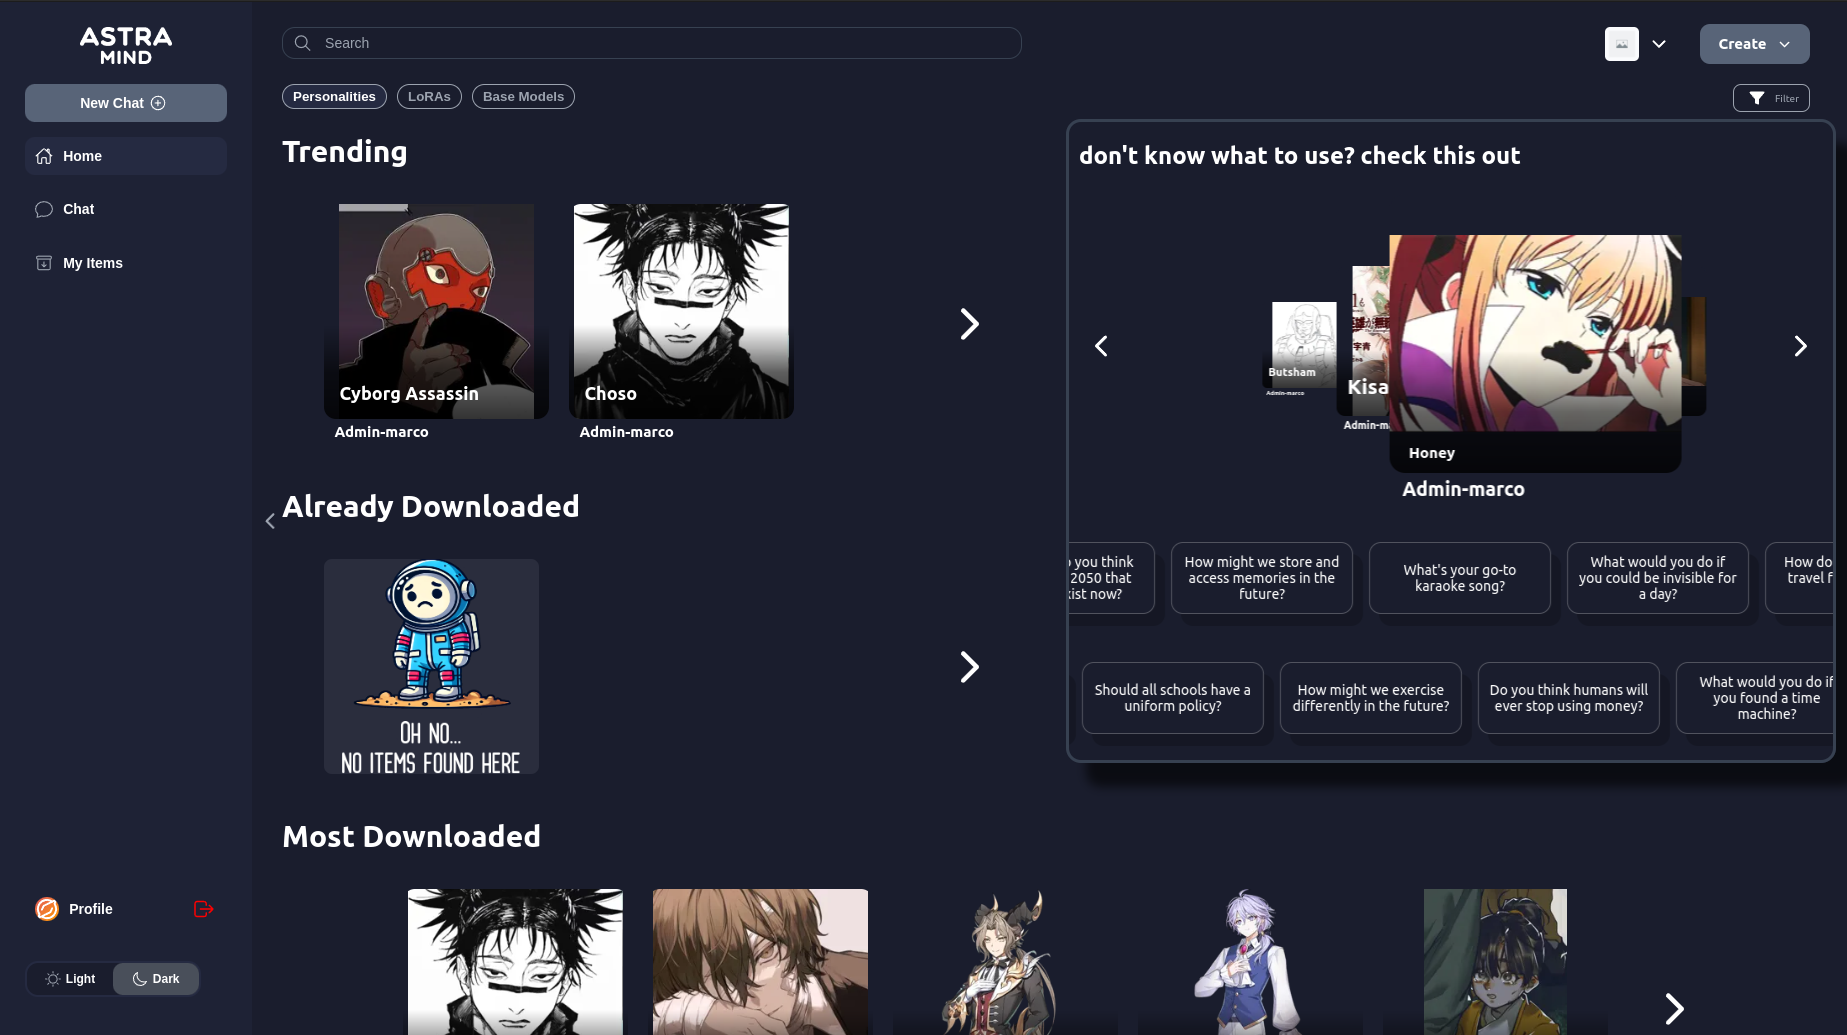 ASTRA
MIND
New Chat
Home
Chat
My Items
Profile
Light
Dark
Search
Create
Personalities
LoRAs
Base Models
Filter
Trending
Cyborg Assassin
Admin-marco
Choso
Admin-marco
Already Downloaded
OH NO...
NO ITEMS FOUND HERE
Most Downloaded
don't know what to use? check this out
Butsham
Admin-marco
Kisa
Admin-m
Honey
Admin-marco
you think
2050 that
now?
How might we store and
access memories in the
future?
What's your go-to
karaoke song?
What would you do if
you could be invisible for
a day?
How do
travel
Should all schools have a
uniform policy?
How might we exercise
differently in the future?
Do you think humans will
ever stop using money?
What would you do if
you found a time
machine?